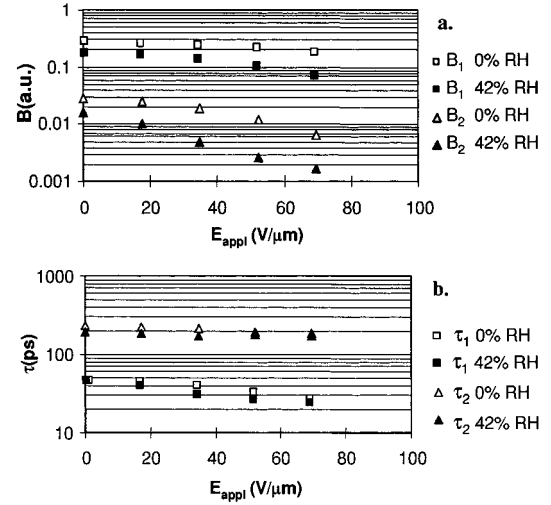 a.
1
0.1
0.01
0.001
B(a.u.)
0 20 40 60 80 100
E_appl (V/μm)
□ B₁ 0% RH
■ B₁ 42% RH
△ B₂ 0% RH
▲ B₂ 42% RH
b.
1000
100
10
τ(ps)
0 20 40 60 80 100
E_appl (V/μm)
□ τ₁ 0% RH
■ τ₁ 42% RH
△ τ₂ 0% RH
▲ τ₂ 42% RH